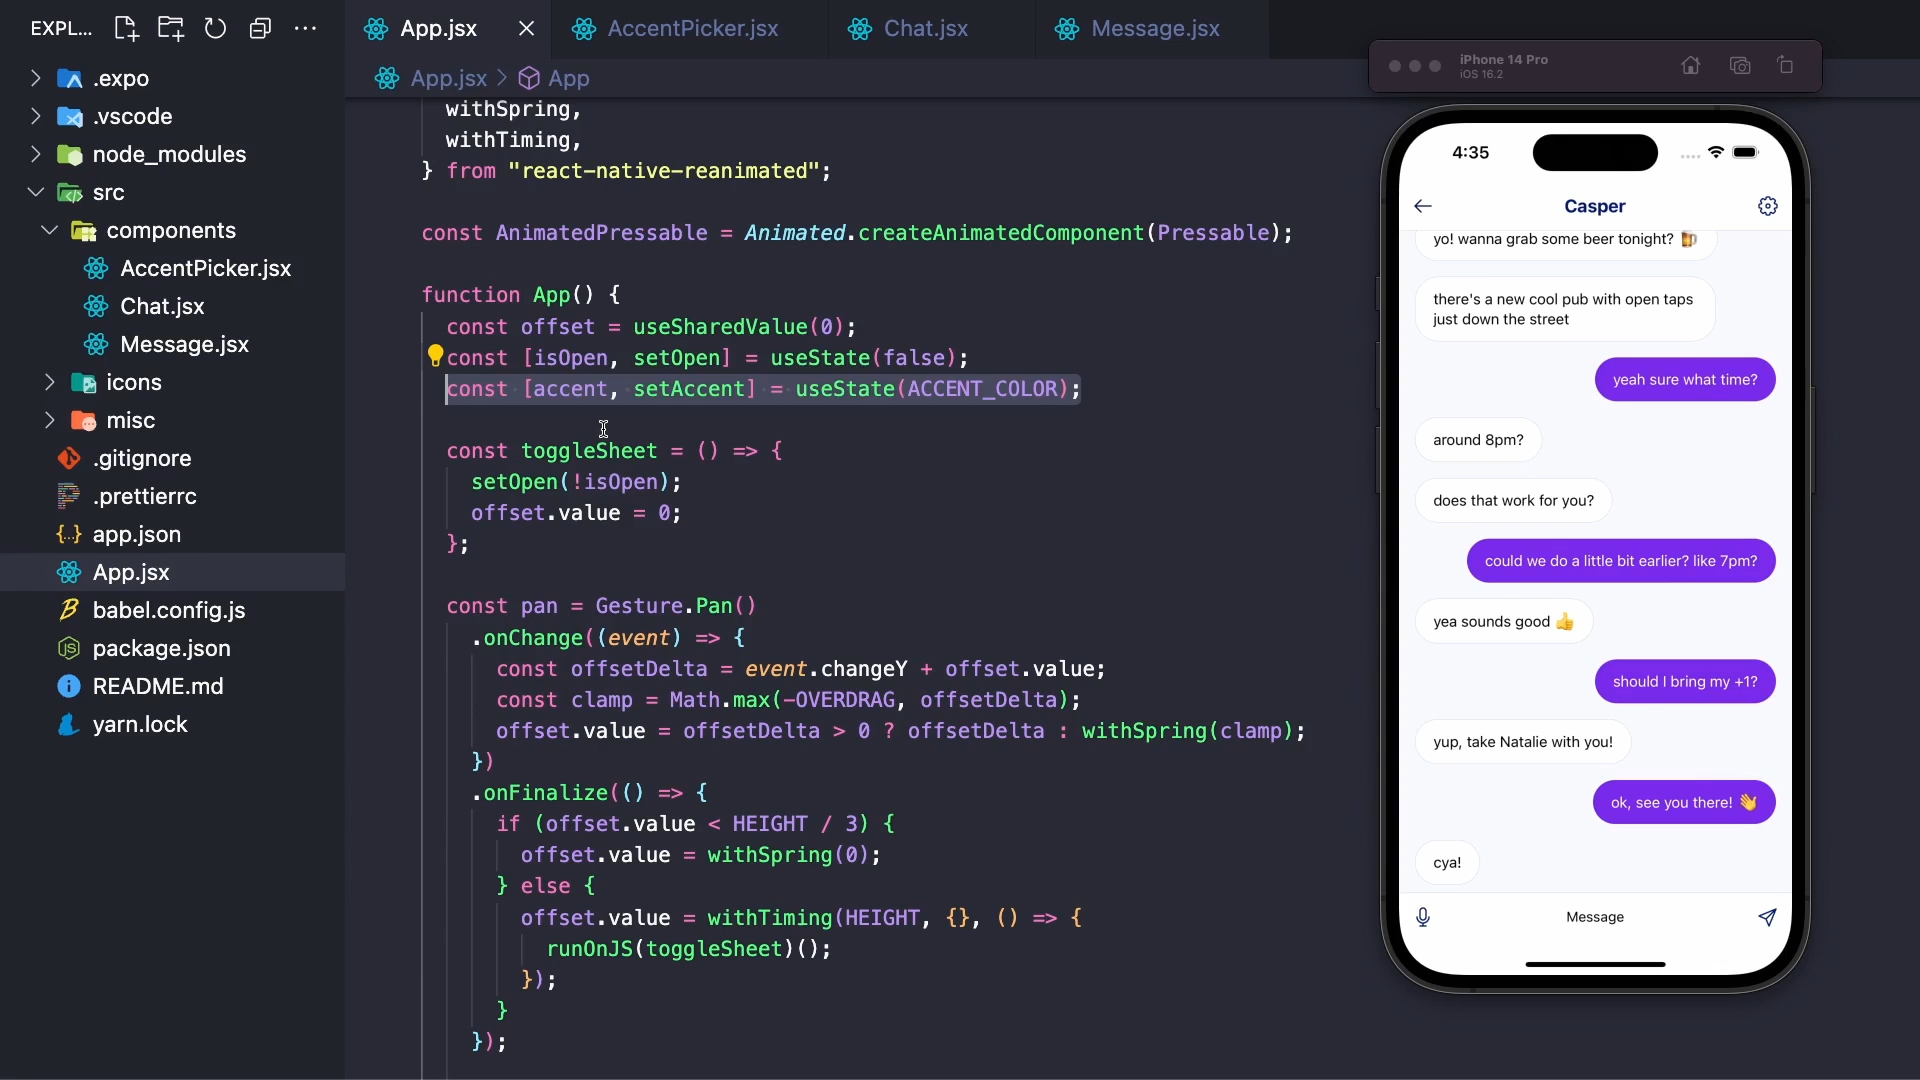 EXPL...
.expo
.vscode
node_modules
src
components
AccentPicker.jsx
Chat.jsx
Message.jsx
icons
misc
.gitignore
.prettierrc
app.json
App.jsx
babel.config.js
package.json
README.md
yarn.lock
App.jsx
AccentPicker.jsx
Chat.jsx
Message.jsx
App.jsx > App
withSpring,
withTiming,
} from "react-native-reanimated";
const AnimatedPressable = Animated.createAnimatedComponent(Pressable);
function App() {
const offset = useSharedValue(0);
const [isOpen, setOpen] = useState(false);
const [accent, setAccent] = useState(ACCENT_COLOR);
const toggleSheet = () => {
setOpen(!isOpen);
offset.value = 0;
};
const pan = Gesture.Pan()
.onChange((event) => {
const offsetDelta = event.changeY + offset.value;
const clamp = Math.max(-OVERDRAG, offsetDelta);
offset.value = offsetDelta > 0 ? offsetDelta : withSpring(clamp);
})
.onFinalize(() => {
if (offset.value < HEIGHT / 3) {
offset.value = withSpring(0);
} else {
offset.value = withTiming(HEIGHT, {}, () => {
runOnJS(toggleSheet)();
});
}
});
iPhone 14 Pro
iOS 16.2
4:35
Casper
yo! wanna grab some beer tonight? 🍺
there's a new cool pub with open taps
just down the street
yeah sure what time?
around 8pm?
does that work for you?
could we do a little bit earlier? like 7pm?
yea sounds good 👍
should I bring my +1?
yup, take Natalie with you!
ok, see you there! 👋
cya!
Message